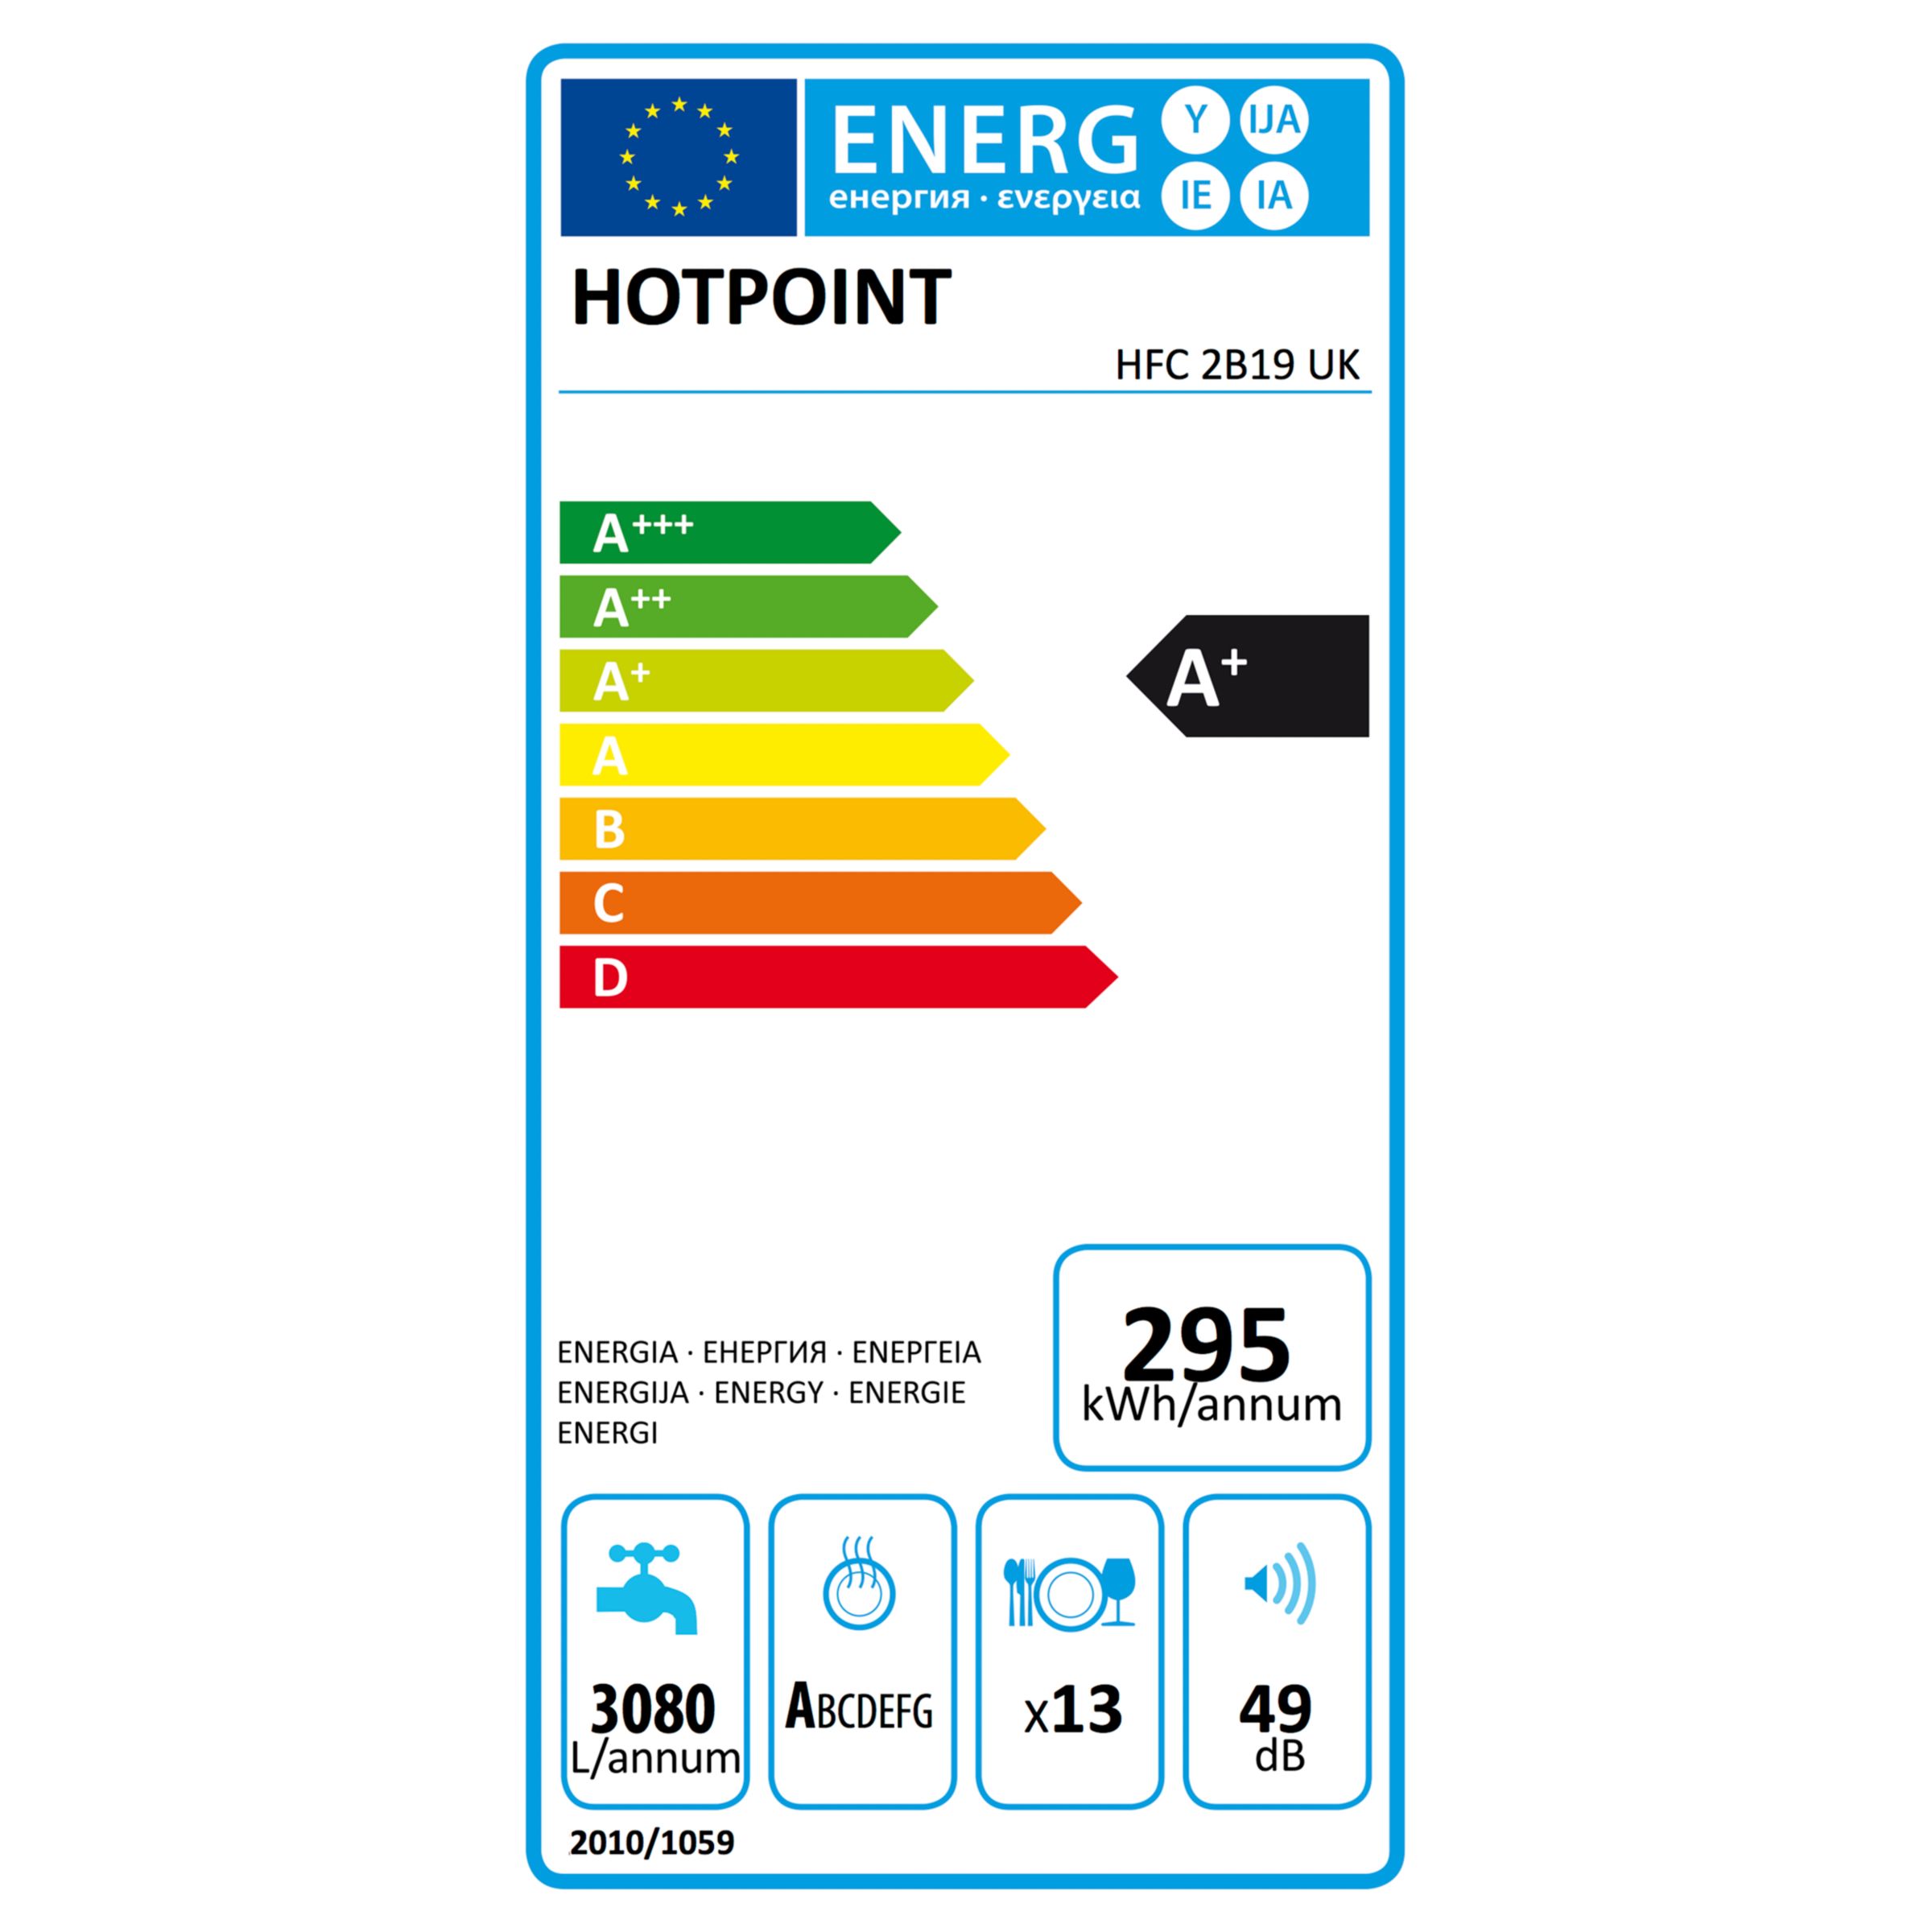 ENERG Y IJA
енергия · ενεργεια IE IA
HOTPOINT
HFC 2B19 UK
A+++
A++
A+
A+
A
B
C
D
295
kWh/annum
ENERGIA · ЕНЕРГИЯ · ΕΝΕΡΓΕΙΑ
ENERGIJA · ENERGY · ENERGIE
ENERGI
3080
L/annum
ABCDEFG
x13
49
dB
2010/1059